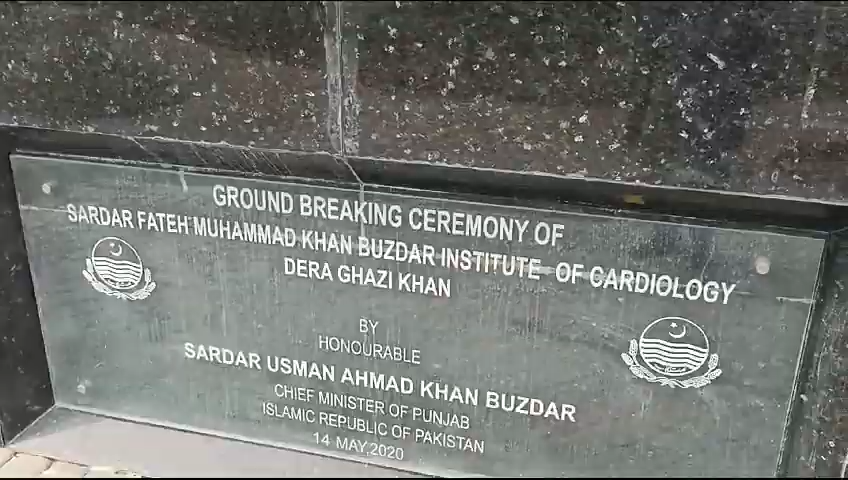 GROUND BREAKING CEREMONY OF
SARDAR FATEH MUHAMMAD KHAN BUZDAR INSTITUTE OF CARDIOLOGY
DERA GHAZI KHAN
BY
HONOURABLE
SARDAR USMAN AHMAD KHAN BUZDAR
CHIEF MINISTER OF PUNJAB
ISLAMIC REPUBLIC OF PAKISTAN
14 MAY,2020